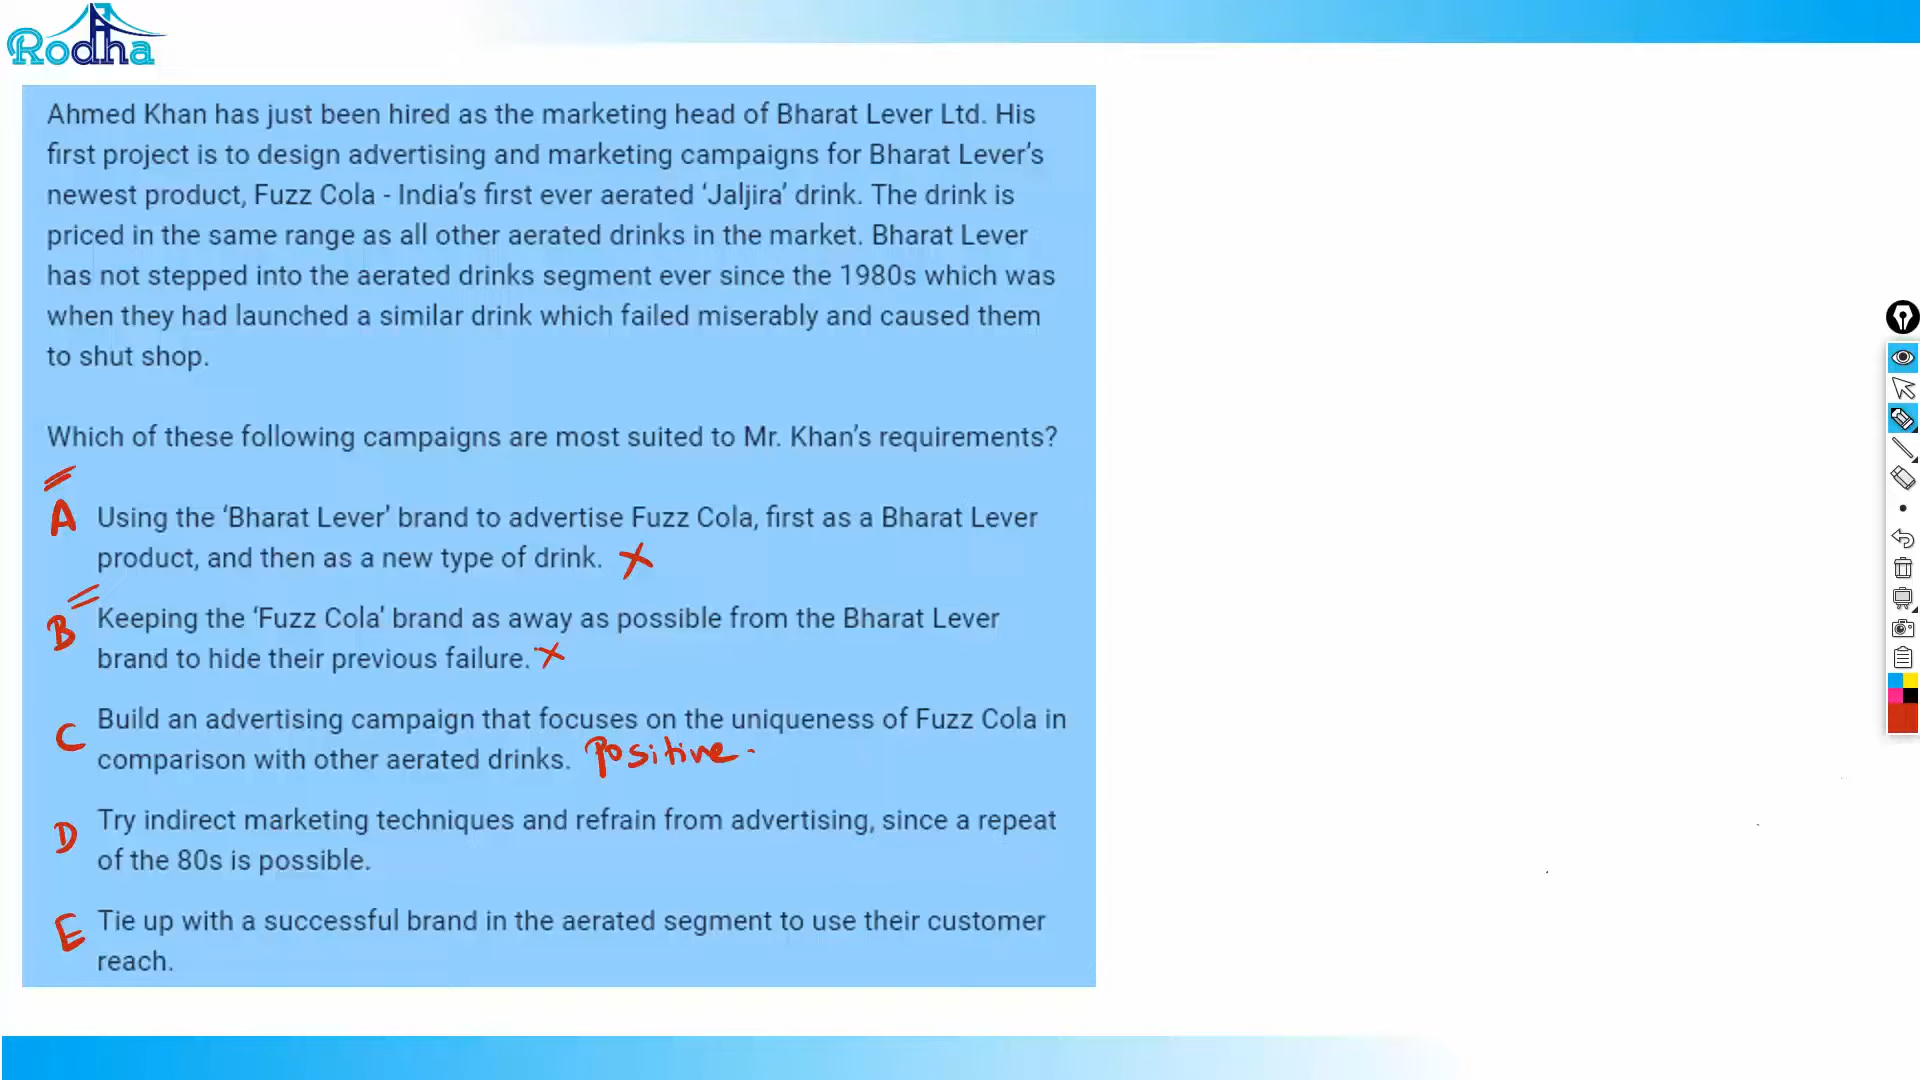 Rodha
Ahmed Khan has just been hired as the marketing head of Bharat Lever Ltd. His
first project is to design advertising and marketing campaigns for Bharat Lever's
newest product, Fuzz Cola - India's first ever aerated 'Jaljira' drink. The drink is
priced in the same range as all other aerated drinks in the market. Bharat Lever
has not stepped into the aerated drinks segment ever since the 1980s which was
when they had launched a similar drink which failed miserably and caused them
to shut shop.
Which of these following campaigns are most suited to Mr. Khan's requirements?
A Using the 'Bharat Lever' brand to advertise Fuzz Cola, first as a Bharat Lever
product, and then as a new type of drink. X
B Keeping the 'Fuzz Cola' brand as away as possible from the Bharat Lever
brand to hide their previous failure. X
C Build an advertising campaign that focuses on the uniqueness of Fuzz Cola in
comparison with other aerated drinks. Positive.
D Try indirect marketing techniques and refrain from advertising, since a repeat
of the 80s is possible.
E Tie up with a successful brand in the aerated segment to use their customer
reach.